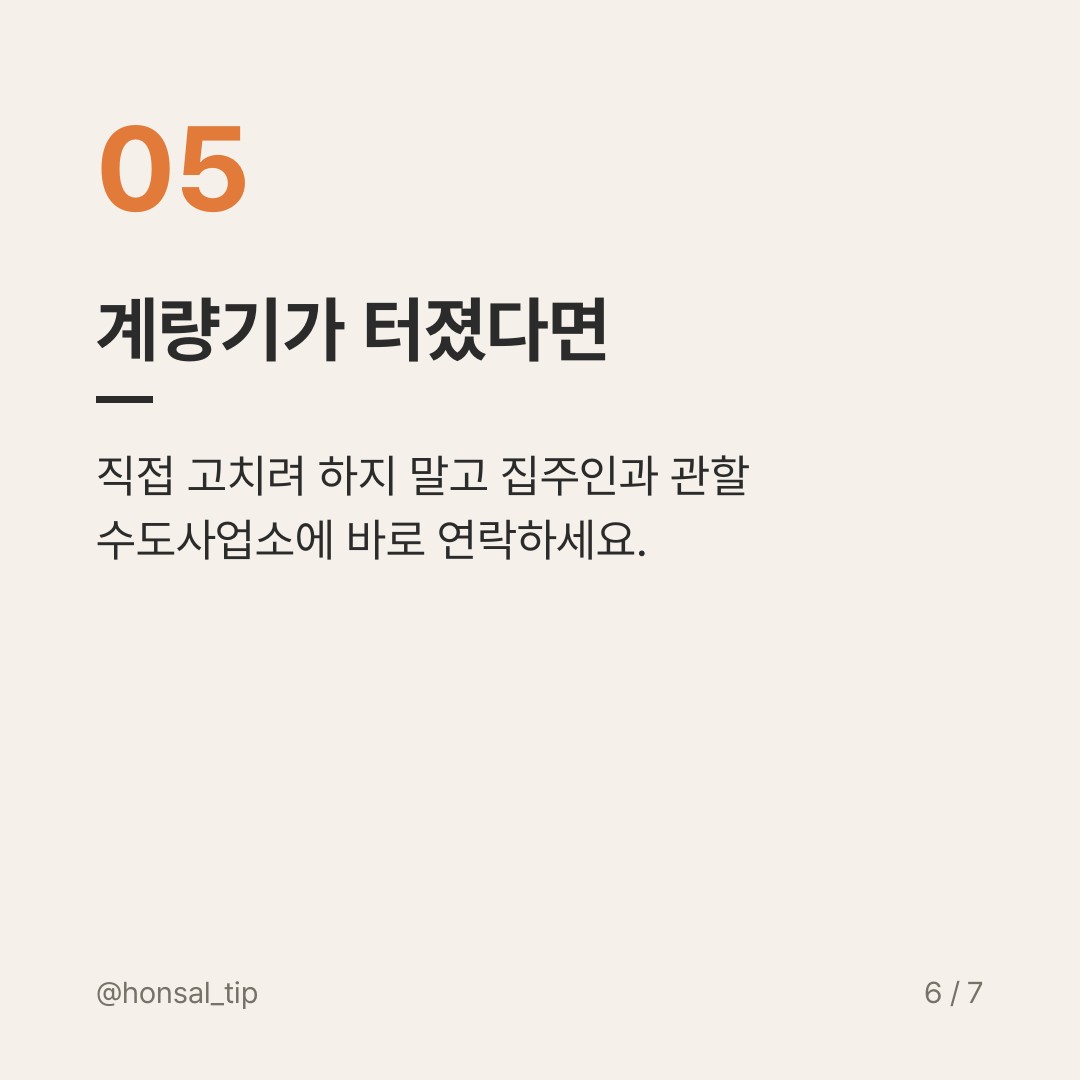 05
계량기가 터졌다면
직접 고치려 하지 말고 집주인과 관할
수도사업소에 바로 연락하세요.
@honsal_tip
6 / 7